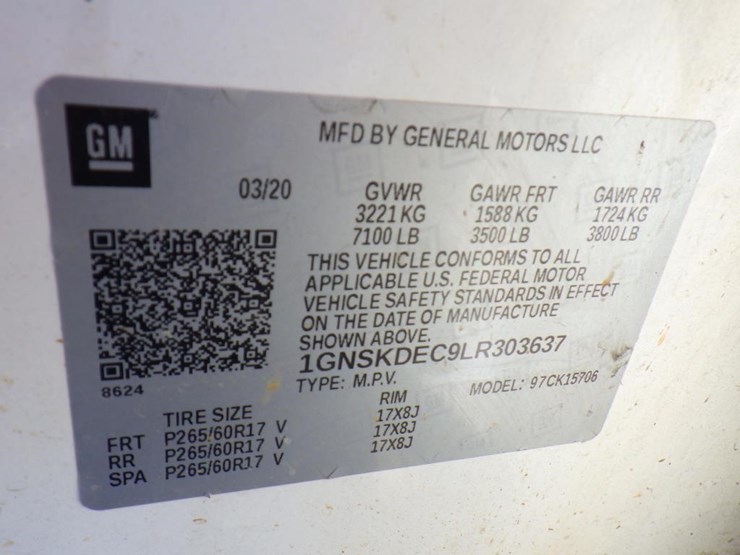 GM
MFD BY GENERAL MOTORS LLC
03/20 GVWR GAWR FRT GAWR RR
3221 KG 1588 KG 1724 KG
7100 LB 3500 LB 3800 LB
THIS VEHICLE CONFORMS TO ALL
APPLICABLE U.S. FEDERAL MOTOR
VEHICLE SAFETY STANDARDS IN EFFECT
ON THE DATE OF MANUFACTURE
SHOWN ABOVE.
1GNSKDEC9LR303637
8624
TYPE: M.P.V. MODEL: 97CK15706
TIRE SIZE RIM
FRT P265/60R17 V 17X8J
RR P265/60R17 V 17X8J
SPA P265/60R17 V 17X8J